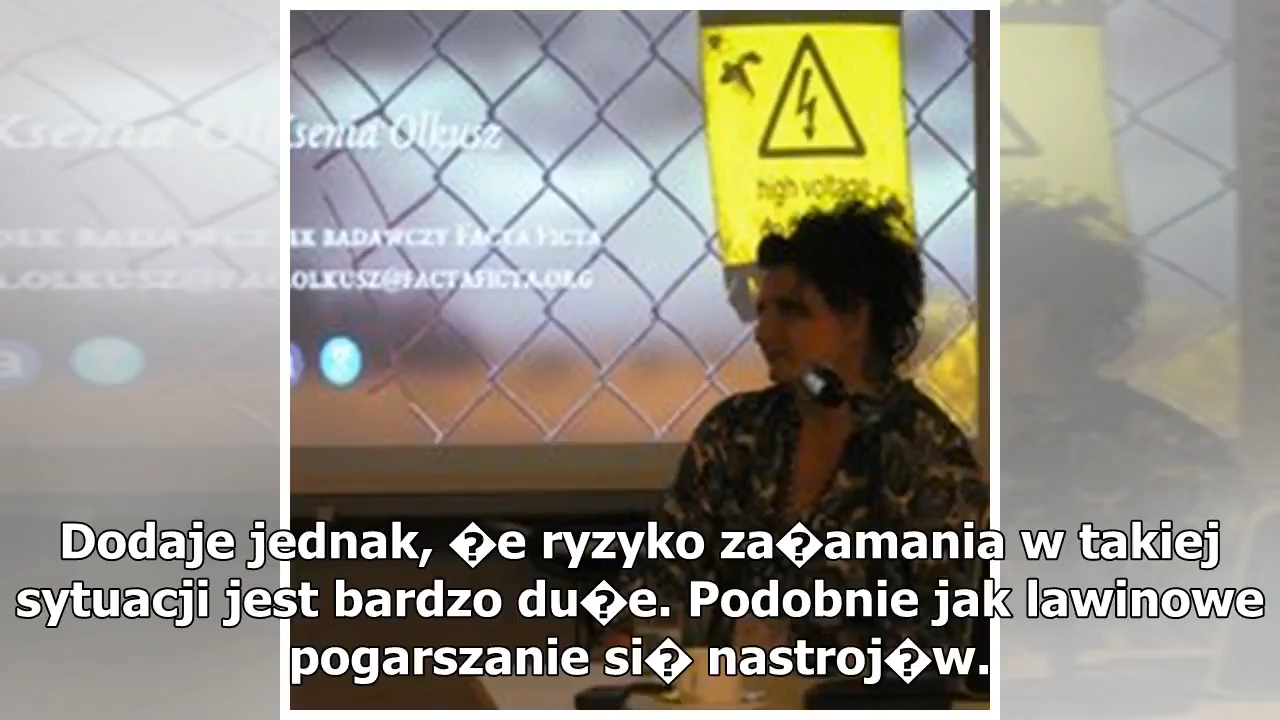 Ksenia Olkusz
high voltage
BADAWCZY FACTA FICTA
OLKUSZ@FACTAFICTA.ORG
Dodaje jednak, �e ryzyko za�amania w takiej
sytuacji jest bardzo du�e. Podobnie jak lawinowe
pogarszanie si� nastroj�w.